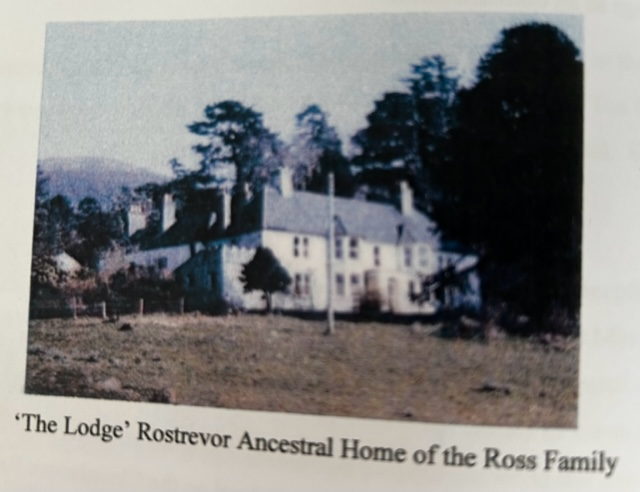 ‘The Lodge’ Rostrevor Ancestral Home of the Ross Family